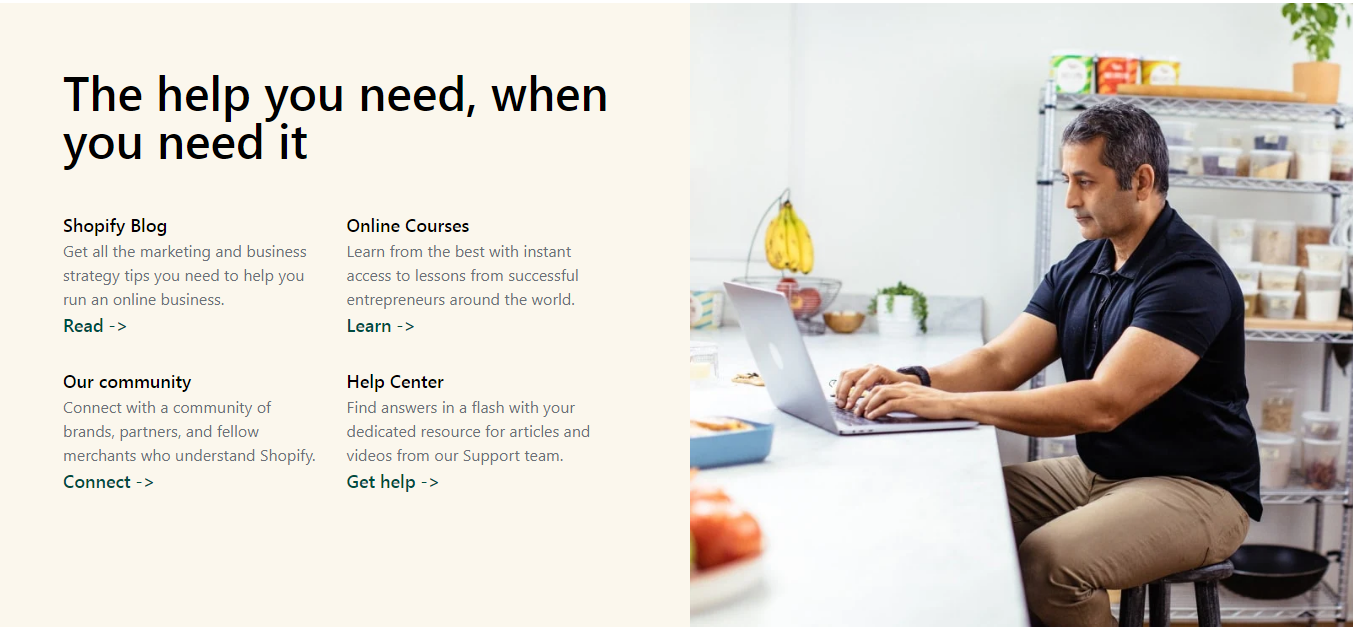 The help you need, when
you need it
Shopify Blog
Get all the marketing and business
strategy tips you need to help you
run an online business.
Read ->
Online Courses
Learn from the best with instant
access to lessons from successful
entrepreneurs around the world.
Learn ->
Our community
Connect with a community of
brands, partners, and fellow
merchants who understand Shopify.
Connect ->
Help Center
Find answers in a flash with your
dedicated resource for articles and
videos from our Support team.
Get help ->